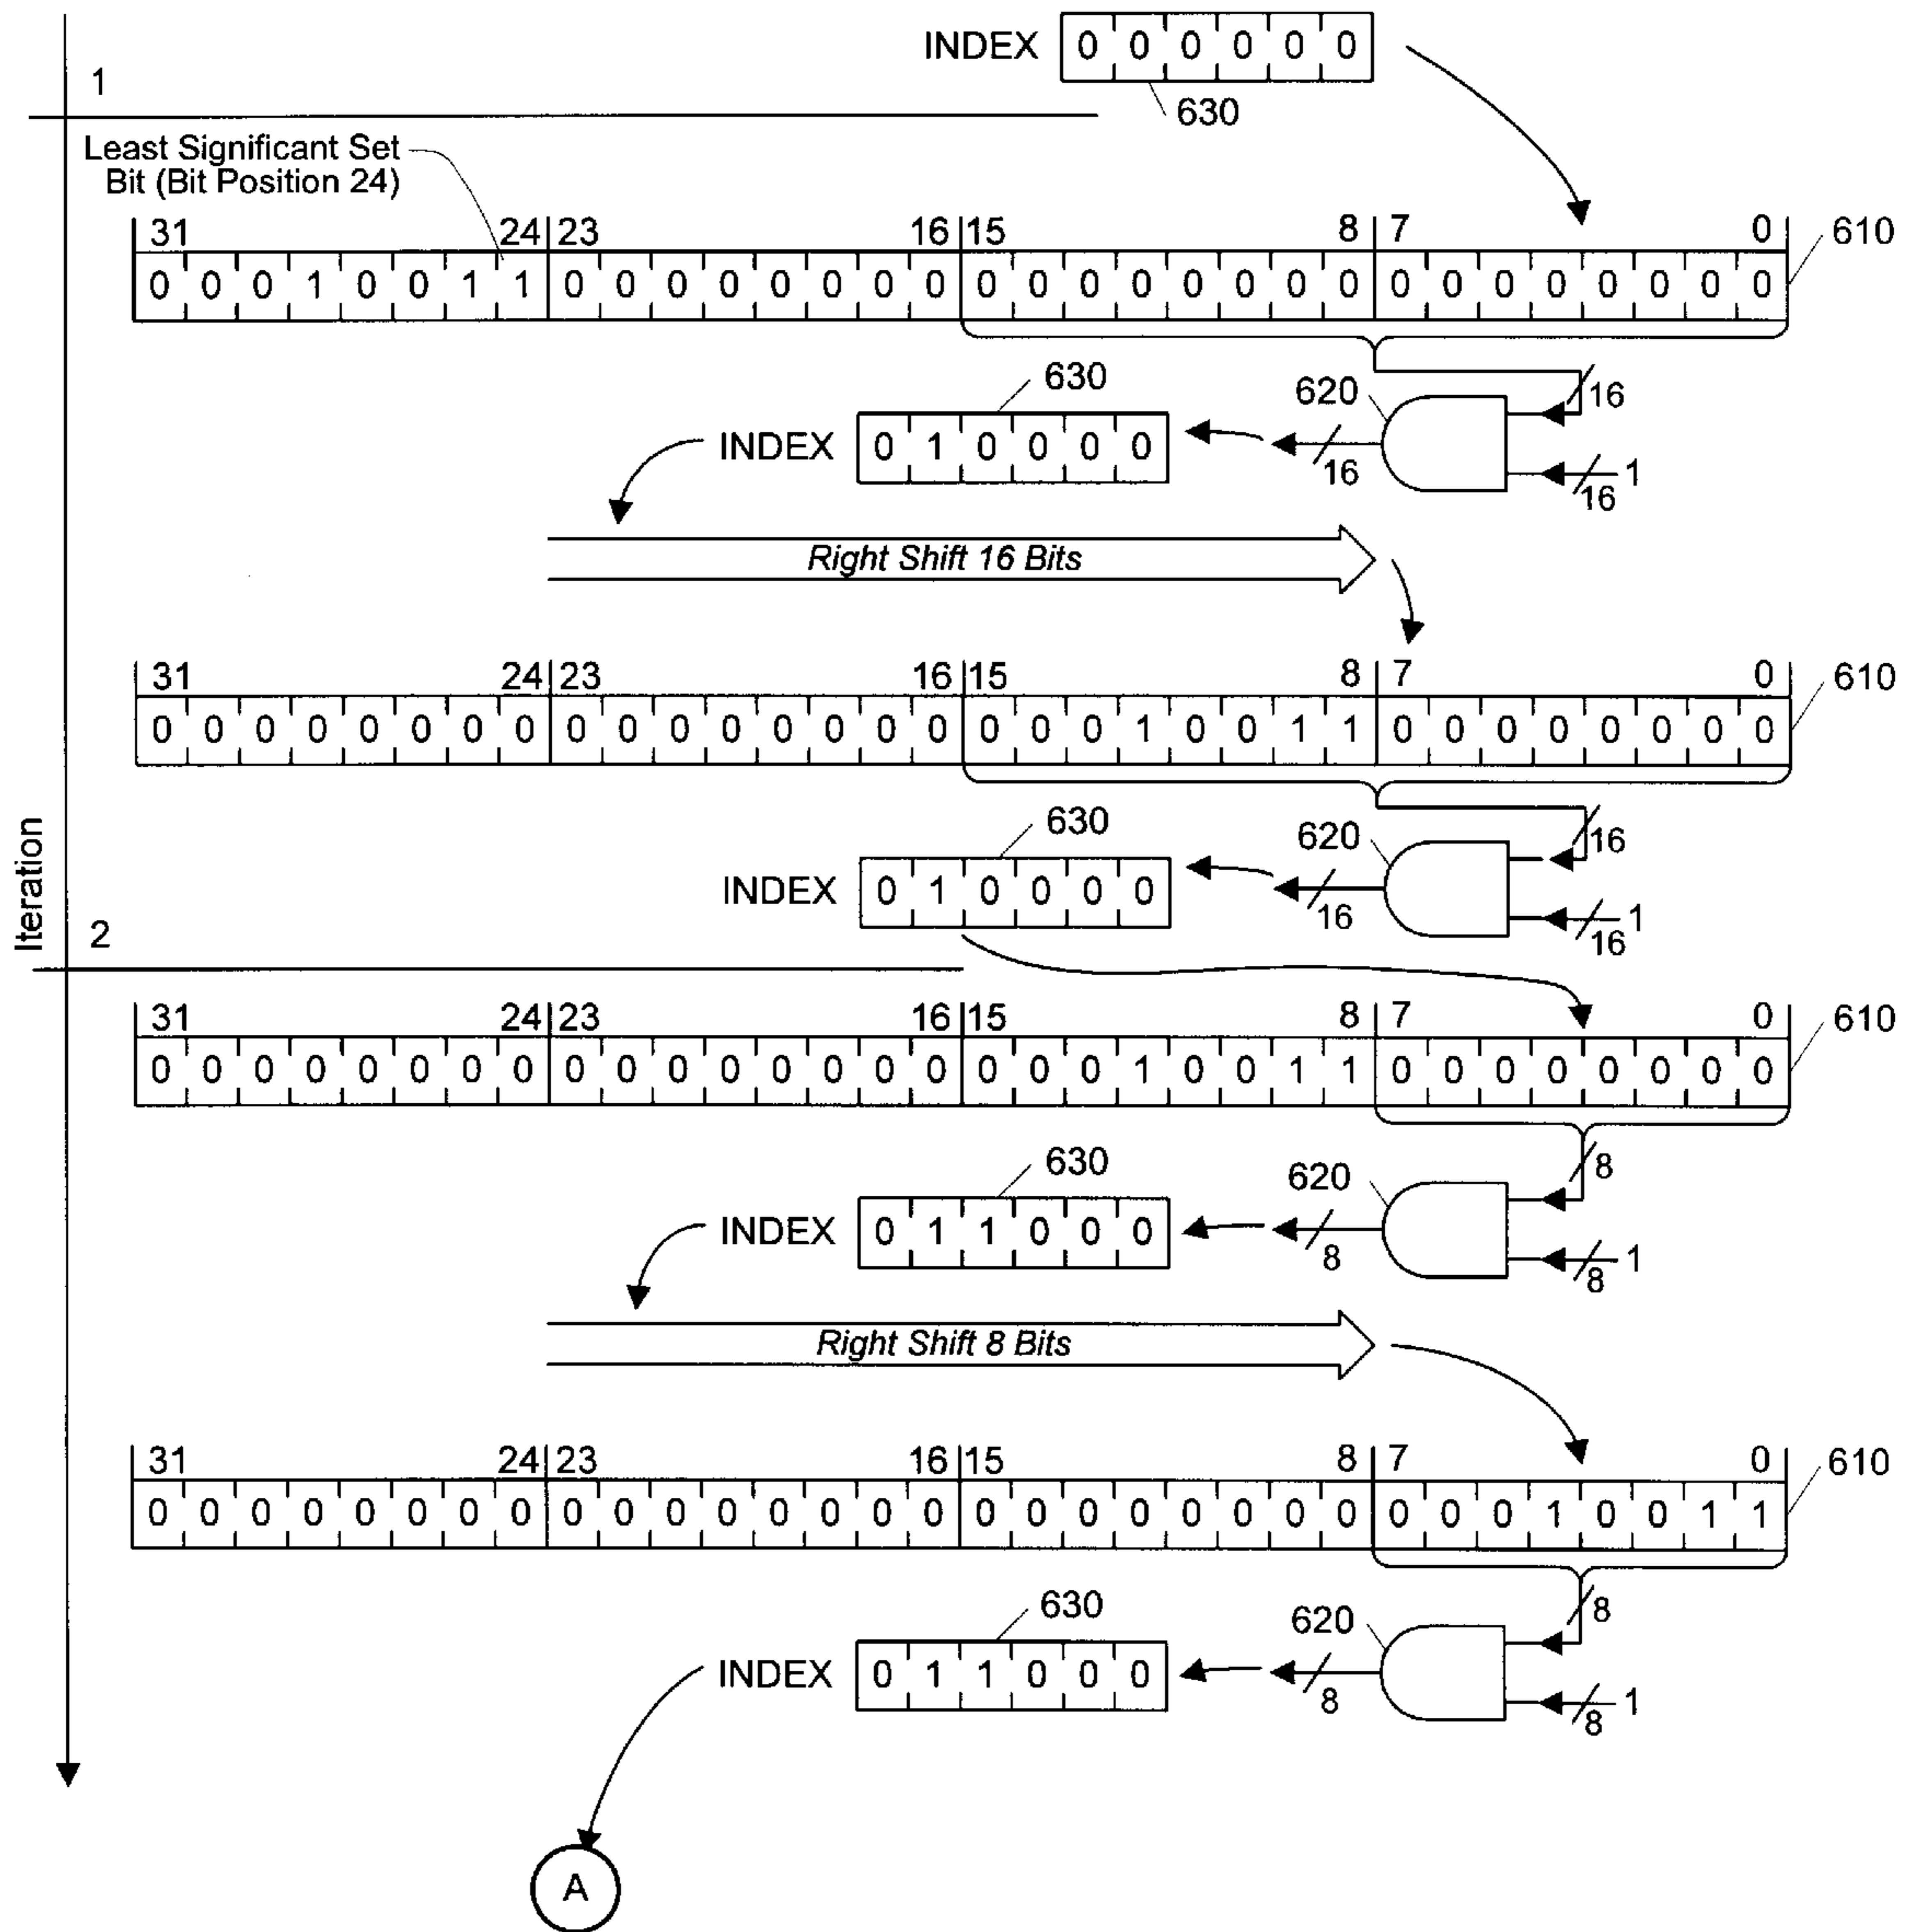 INDEX 0 0 0 0 0 0
1
630
Least Significant Set
Bit (Bit Position 24)
31 24 23 16 15 8 7 0 610
0 0 0 1 0 0 1 1 0 0 0 0 0 0 0 0 0 0 0 0 0 0 0 0 0 0 0 0 0 0 0 0
630 620 16
INDEX 0 1 0 0 0 0 16 16 1
Right Shift 16 Bits
31 24 23 16 15 8 7 0 610
0 0 0 0 0 0 0 0 0 0 0 0 0 0 0 0 0 0 0 1 0 0 1 1 0 0 0 0 0 0 0 0
630 620 16
INDEX 0 1 0 0 0 0 16 16 1
Iteration
2
31 24 23 16 15 8 7 0 610
0 0 0 0 0 0 0 0 0 0 0 0 0 0 0 0 0 0 0 1 0 0 1 1 0 0 0 0 0 0 0 0
630 620 8
INDEX 0 1 1 0 0 0 8 8 1
Right Shift 8 Bits
31 24 23 16 15 8 7 0 610
0 0 0 0 0 0 0 0 0 0 0 0 0 0 0 0 0 0 0 0 0 0 0 0 0 0 0 1 0 0 1 1
630 620 8
INDEX 0 1 1 0 0 0 8 8 1
A